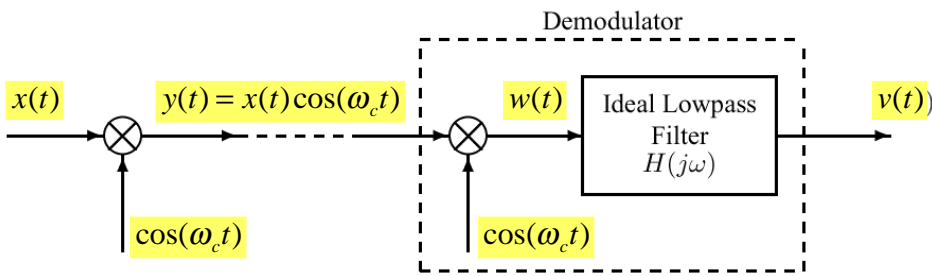 Demodulator
x(t)
y(t) = x(t)cos(ω_c t)
w(t)
Ideal Lowpass
Filter
H(jω)
v(t))
cos(ω_c t)
cos(ω_c t)